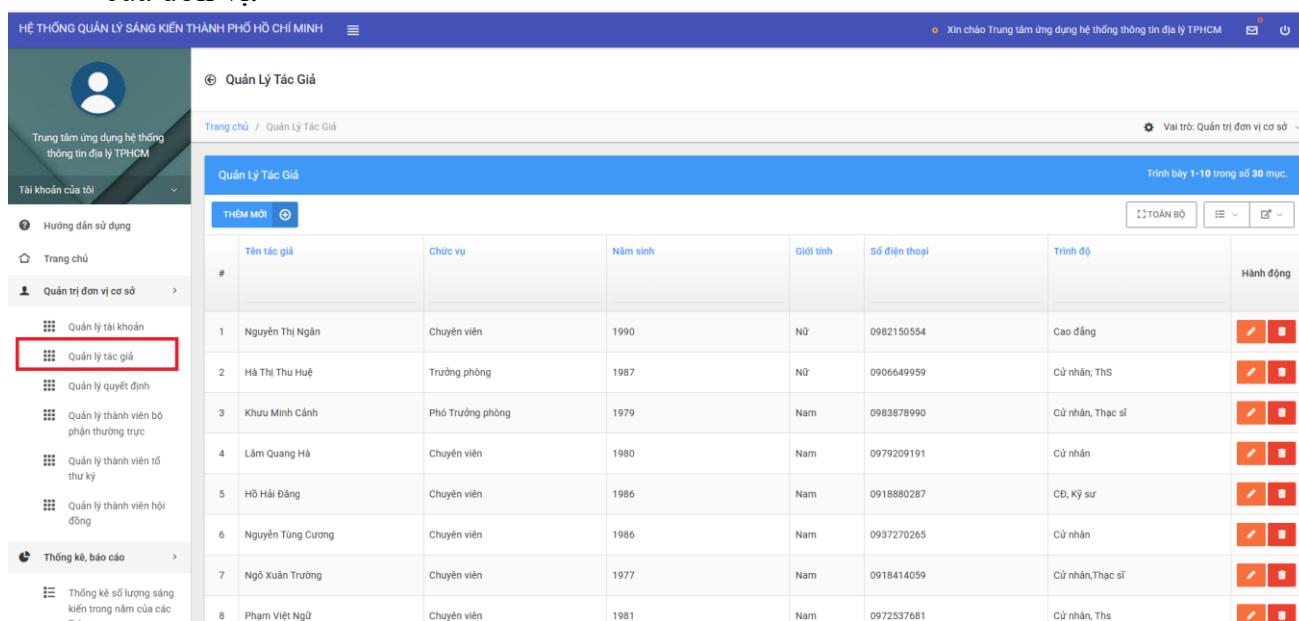 của đơn vị.
HỆ THỐNG QUẢN LÝ SÁNG KIẾN THÀNH PHỐ HỒ CHÍ MINH
Xin chào Trung tâm ứng dụng hệ thống thông tin địa lý TPHCM
Trung tâm ứng dụng hệ thống
thông tin địa lý TPHCM
Tài khoản của tôi
Hướng dẫn sử dụng
Trang chủ
Quản trị đơn vị cơ sở
Quản lý tài khoản
Quản lý tác giả
Quản lý quyết định
Quản lý thành viên bộ
phận thường trực
Quản lý thành viên tổ
thư ký
Quản lý thành viên hội
đồng
Thống kê, báo cáo
Thống kê số lượng sáng
kiến trong năm của các
Quản Lý Tác Giả
Trang chủ / Quản Lý Tác Giả
Vai trò: Quản trị đơn vị cơ sở
Quản Lý Tác Giả
Trình bày 1-10 trong số 30 mục.
THÊM MỚI
TOÀN BỘ
# Tên tác giả Chức vụ Năm sinh Giới tính Số điện thoại Trình độ Hành động
1 Nguyễn Thị Ngân Chuyên viên 1990 Nữ 0982150554 Cao đẳng
2 Hà Thị Thu Huệ Trưởng phòng 1987 Nữ 0906649959 Cử nhân; ThS
3 Khưu Minh Cảnh Phó Trưởng phòng 1979 Nam 0983878990 Cử nhân, Thạc sĩ
4 Lâm Quang Hà Chuyên viên 1980 Nam 0979209191 Cử nhân
5 Hồ Hải Đăng Chuyên viên 1986 Nam 0918880287 CĐ, Kỹ sư
6 Nguyễn Tùng Cương Chuyên viên 1986 Nam 0937270265 Cử nhân
7 Ngô Xuân Trường Chuyên viên 1977 Nam 0918414059 Cử nhân,Thạc sĩ
8 Phạm Việt Ngữ Chuyên viên 1981 Nam 0972537681 Cử nhân, Ths